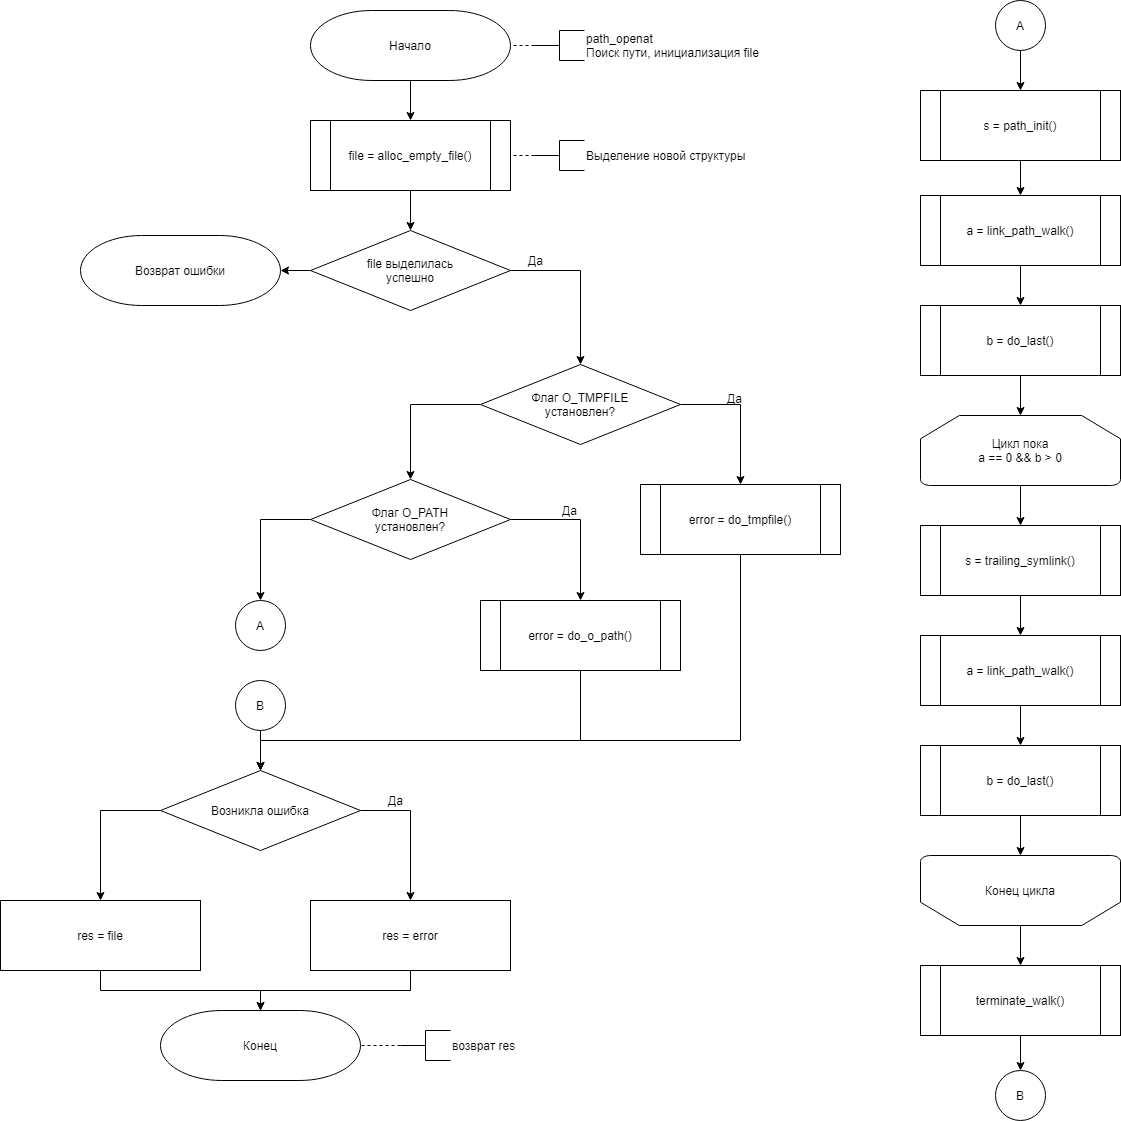 Начало
path_openat
Поиск пути, инициализация file
file = alloc_empty_file()
Выделение новой структуры
file выделилась
успешно
Да
Возврат ошибки
Флаг O_TMPFILE
установлен?
Да
Флаг O_PATH
установлен?
Да
error = do_tmpfile()
A
error = do_o_path()
B
Возникла ошибка
Да
res = file
res = error
Конец
возврат res
A
s = path_init()
a = link_path_walk()
b = do_last()
Цикл пока
a == 0 && b > 0
s = trailing_symlink()
a = link_path_walk()
b = do_last()
Конец цикла
terminate_walk()
B